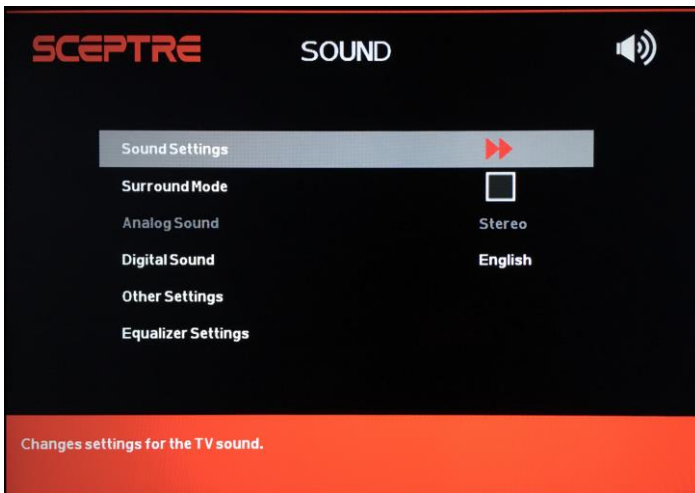 SCEPTRE SOUND
Sound Settings
Surround Mode
Analog Sound Stereo
Digital Sound English
Other Settings
Equalizer Settings
Changes settings for the TV sound.